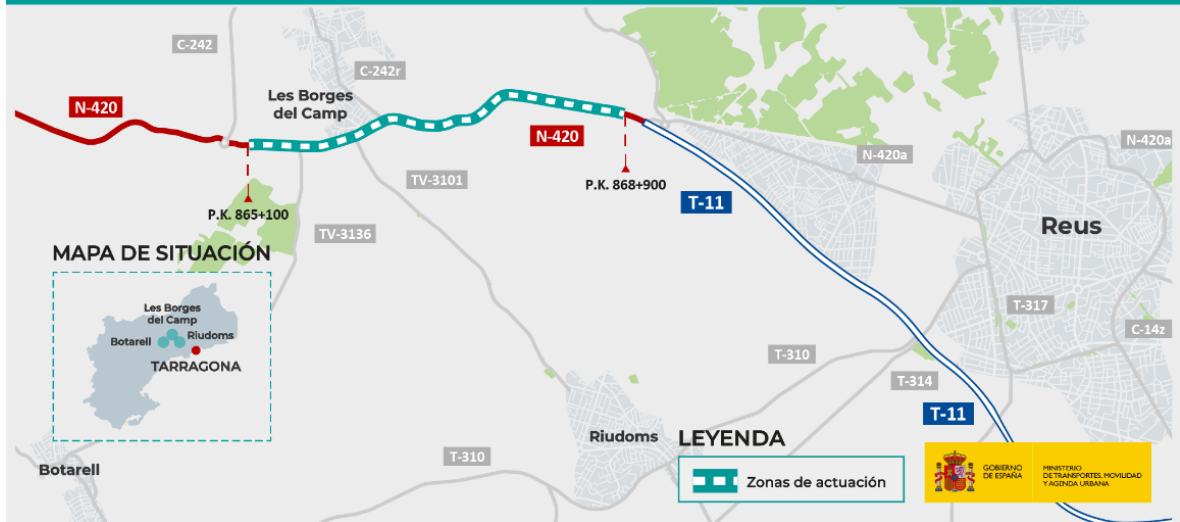 C-242
C-242r
N-420
Les Borges
del Camp
N-420
N-420a
N-420a
TV-3101
P.K. 868+900
T-11
P.K. 865+100
TV-3136
Reus
MAPA DE SITUACIÓN
Les Borges
del Camp
Botarell
Riudoms
TARRAGONA
T-317
C-14z
T-310
T-314
T-11
Riudoms
LEYENDA
Zonas de actuación
T-310
Botarell
GOBIERNO
DE ESPAÑA
MINISTERIO
DE TRANSPORTES, MOVILIDAD
Y AGENDA URBANA